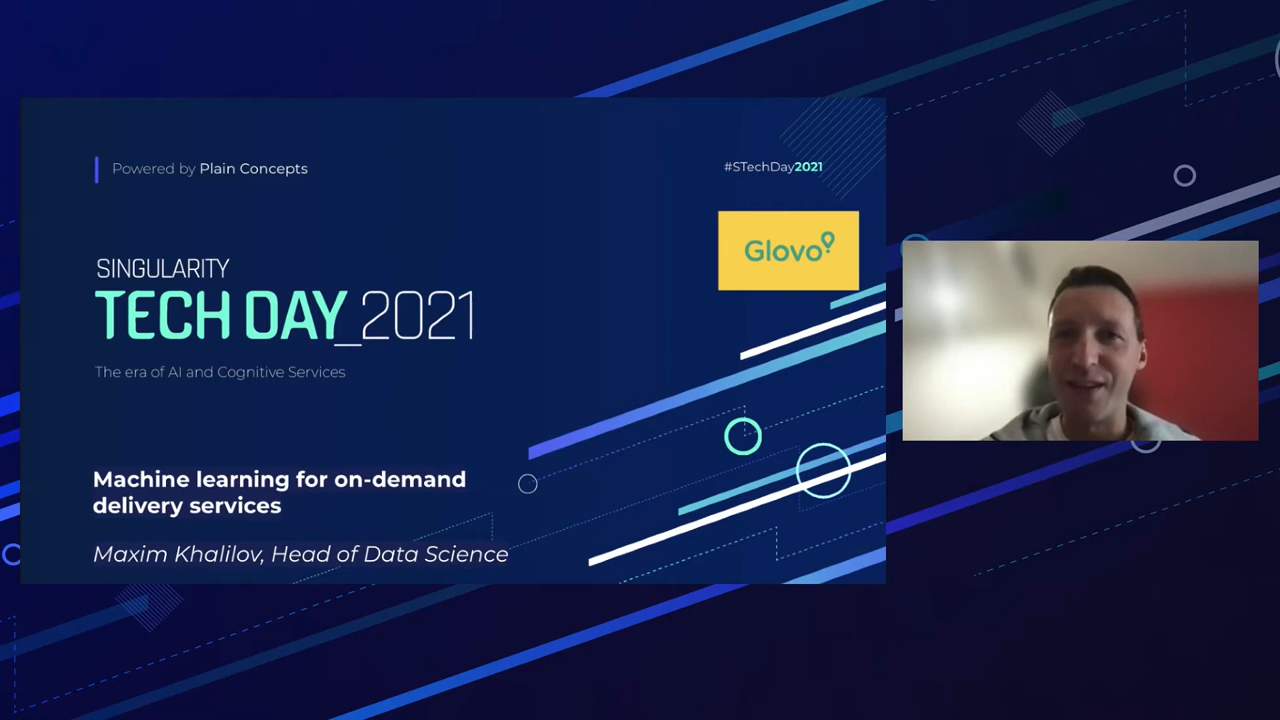 Powered by Plain Concepts
#STechDay2021
Glovo
SINGULARITY
TECH DAY_2021
The era of AI and Cognitive Services
Machine learning for on-demand
delivery services
Maxim Khalilov, Head of Data Science